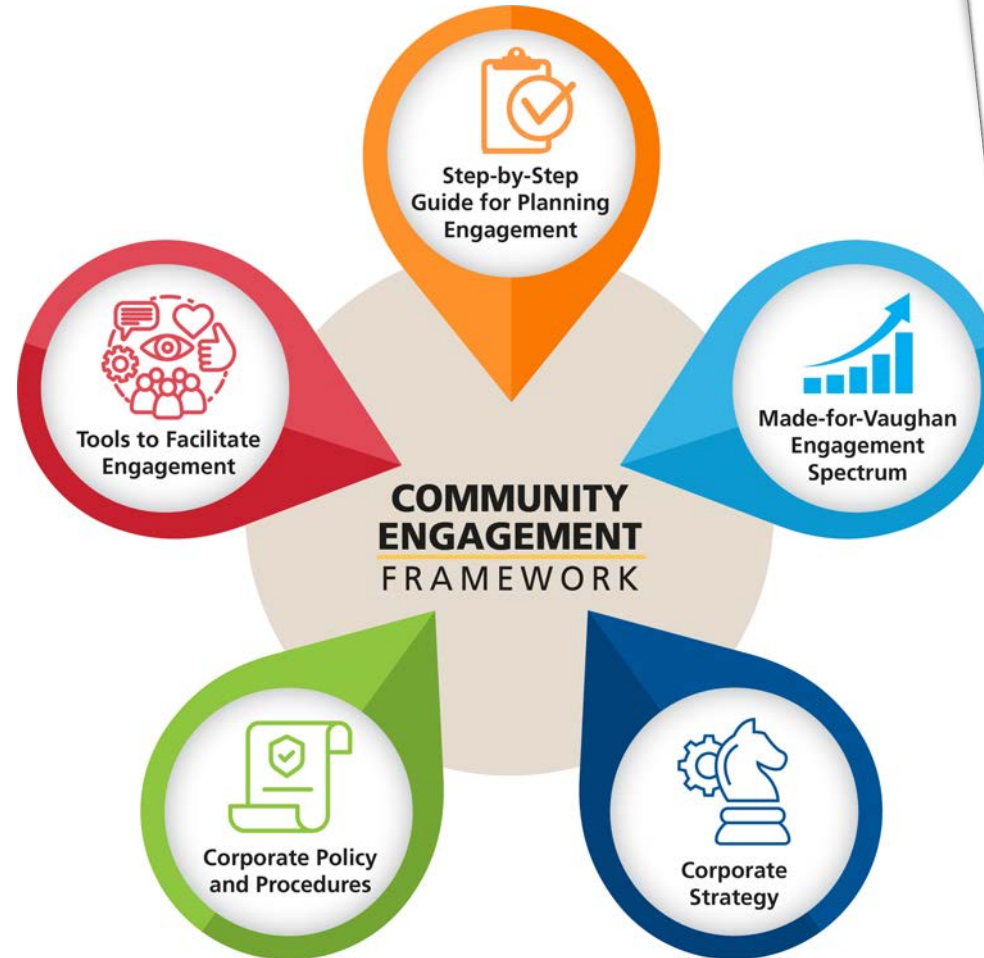 Step-by-Step
Guide for Planning
Engagement
Tools to Facilitate
Engagement
Made-for-Vaughan
Engagement
Spectrum
COMMUNITY
ENGAGEMENT
FRAMEWORK
Corporate Policy
and Procedures
Corporate
Strategy